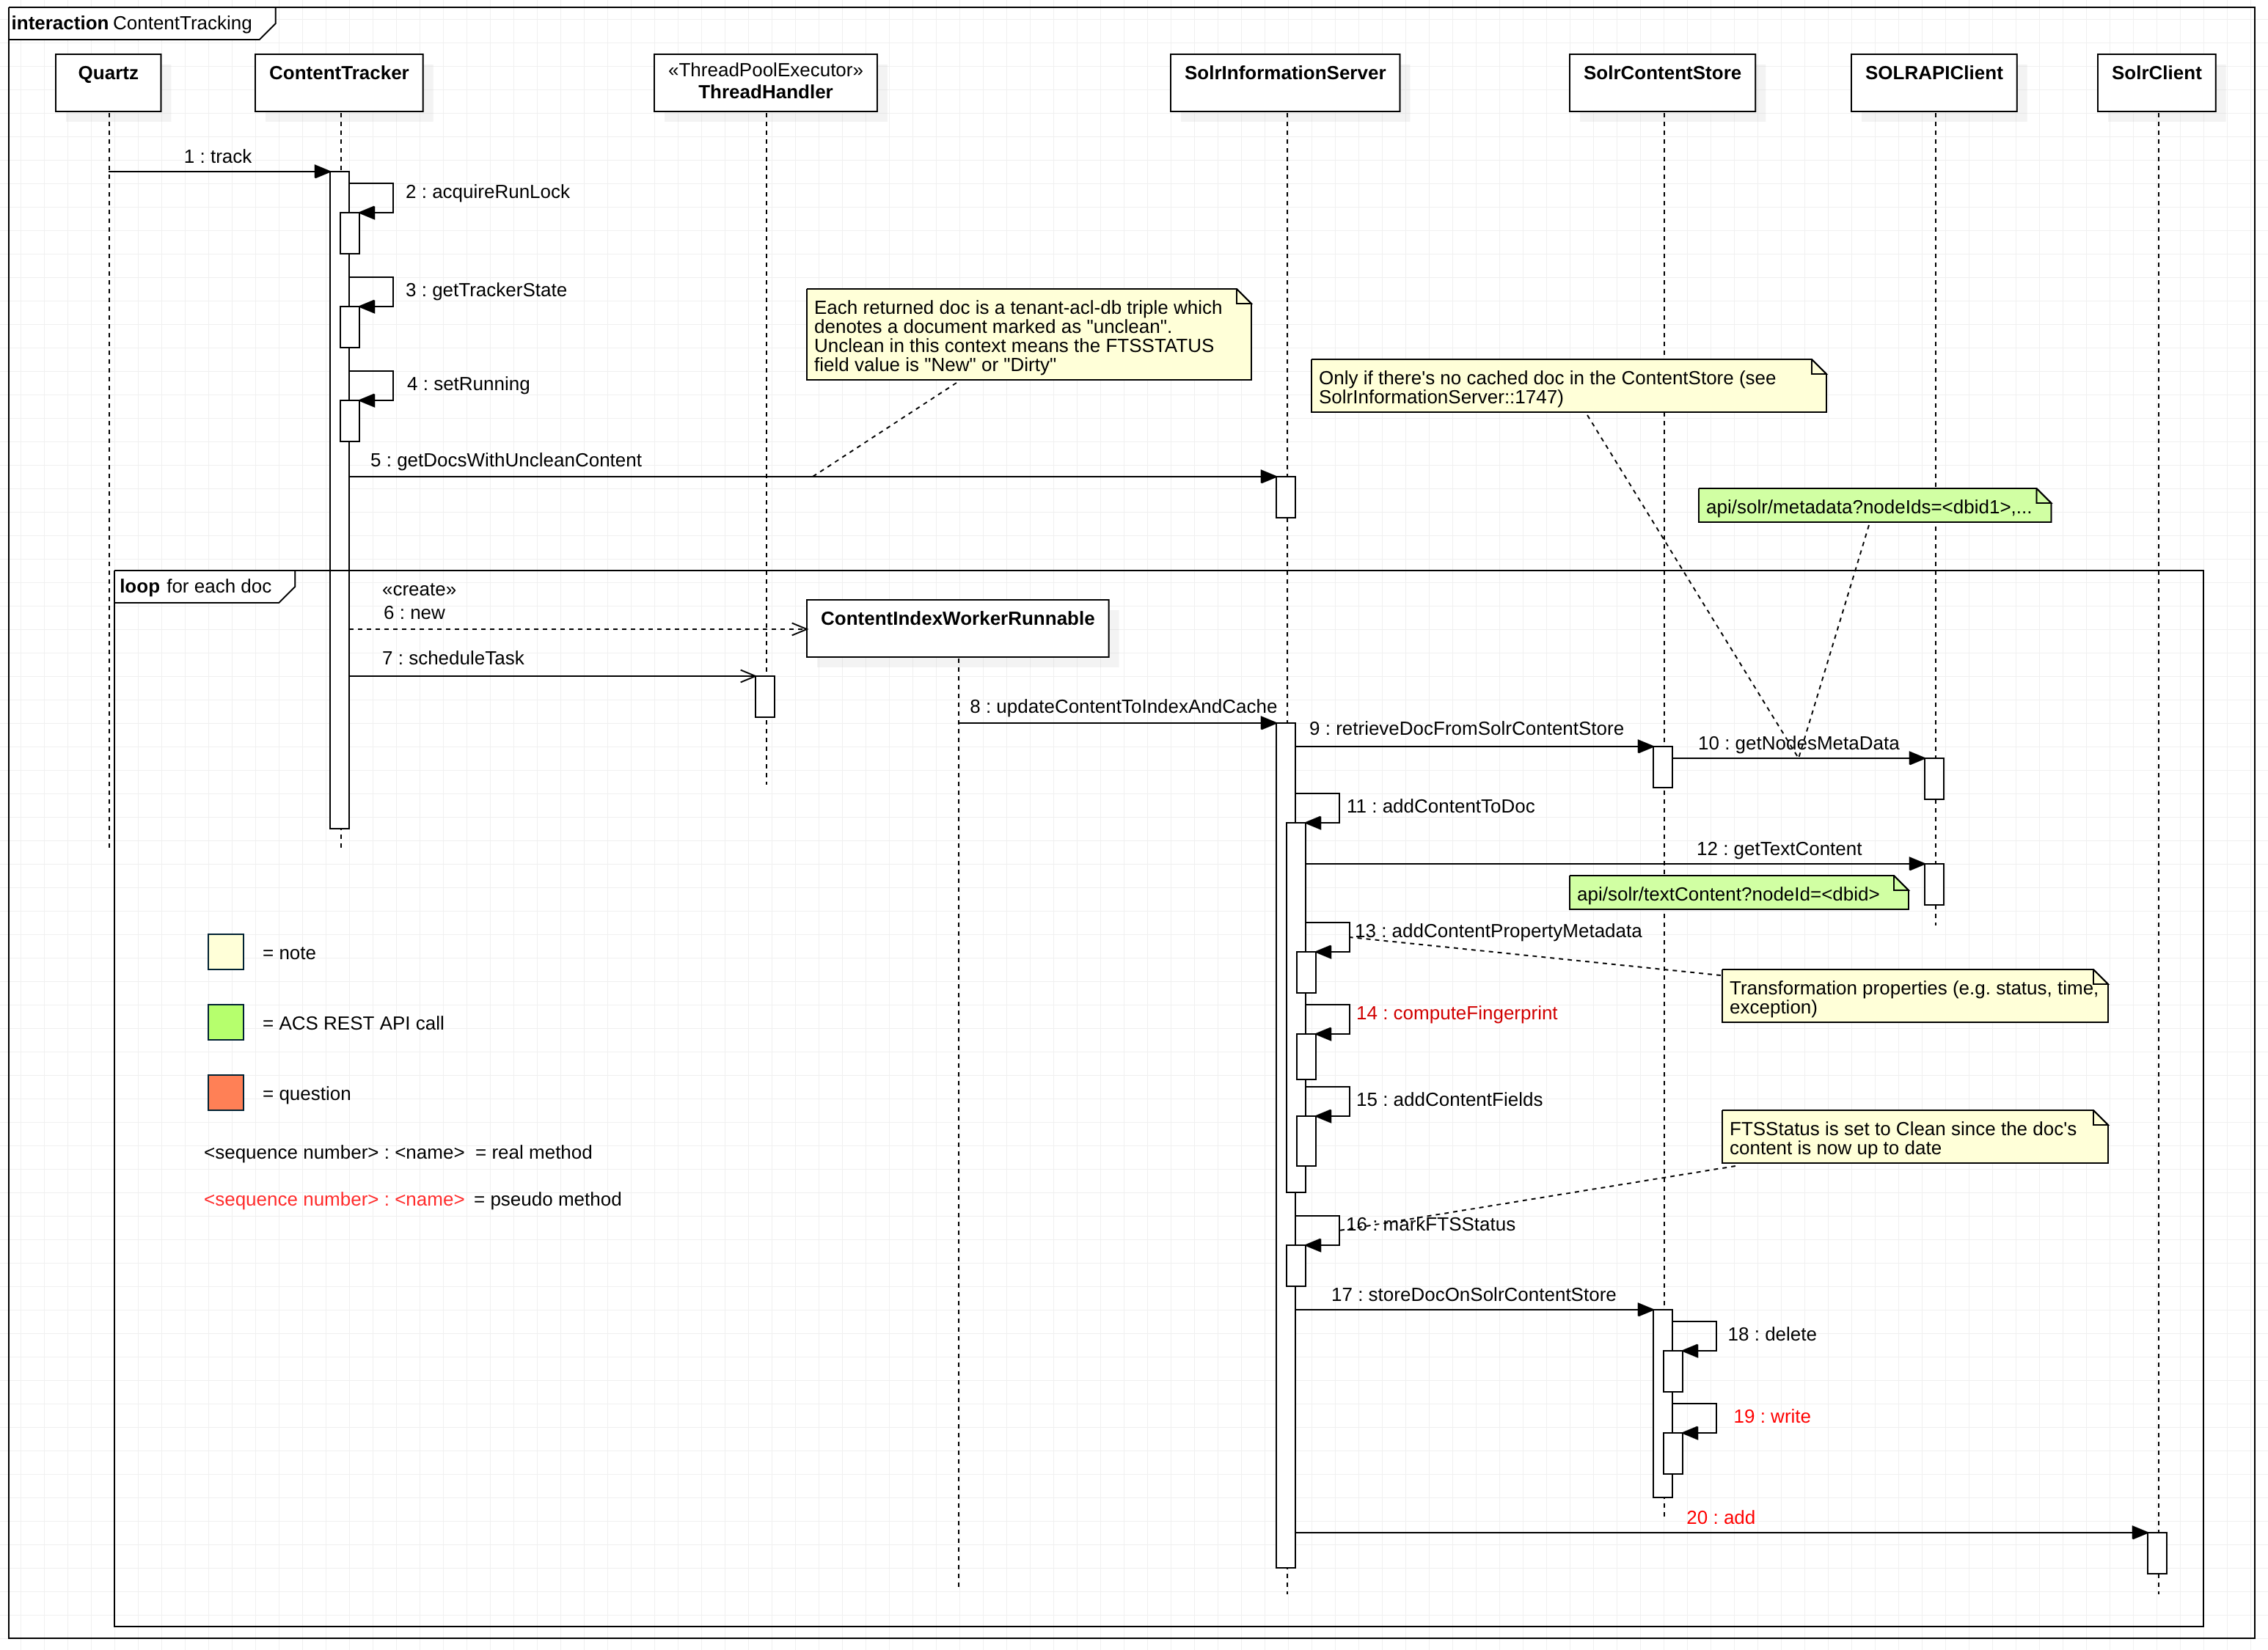 interaction ContentTracking
Quartz
ContentTracker
«ThreadPoolExecutor»
ThreadHandler
SolrInformationServer
SolrContentStore
SOLRAPIClient
SolrClient
1 : track
2 : acquireRunLock
3 : getTrackerState
Each returned doc is a tenant-acl-db triple which
denotes a document marked as "unclean".
Unclean in this context means the FTSSTATUS
field value is "New" or "Dirty"
4 : setRunning
Only if there's no cached doc in the ContentStore (see
SolrInformationServer::1747)
5 : getDocsWithUncleanContent
api/solr/metadata?nodeIds=<dbid1>,...
loop for each doc
«create»
6 : new
ContentIndexWorkerRunnable
7 : scheduleTask
8 : updateContentToIndexAndCache
9 : retrieveDocFromSolrContentStore
10 : getNodesMetaData
11 : addContentToDoc
12 : getTextContent
api/solr/textContent?nodeId=<dbid>
13 : addContentPropertyMetadata
= note
Transformation properties (e.g. status, time,
exception)
14 : computeFingerprint
= ACS REST API call
= question
15 : addContentFields
FTSStatus is set to Clean since the doc's
content is now up to date
<sequence number> : <name> = real method
<sequence number> : <name> = pseudo method
16 : markFTSStatus
17 : storeDocOnSolrContentStore
18 : delete
19 : write
20 : add